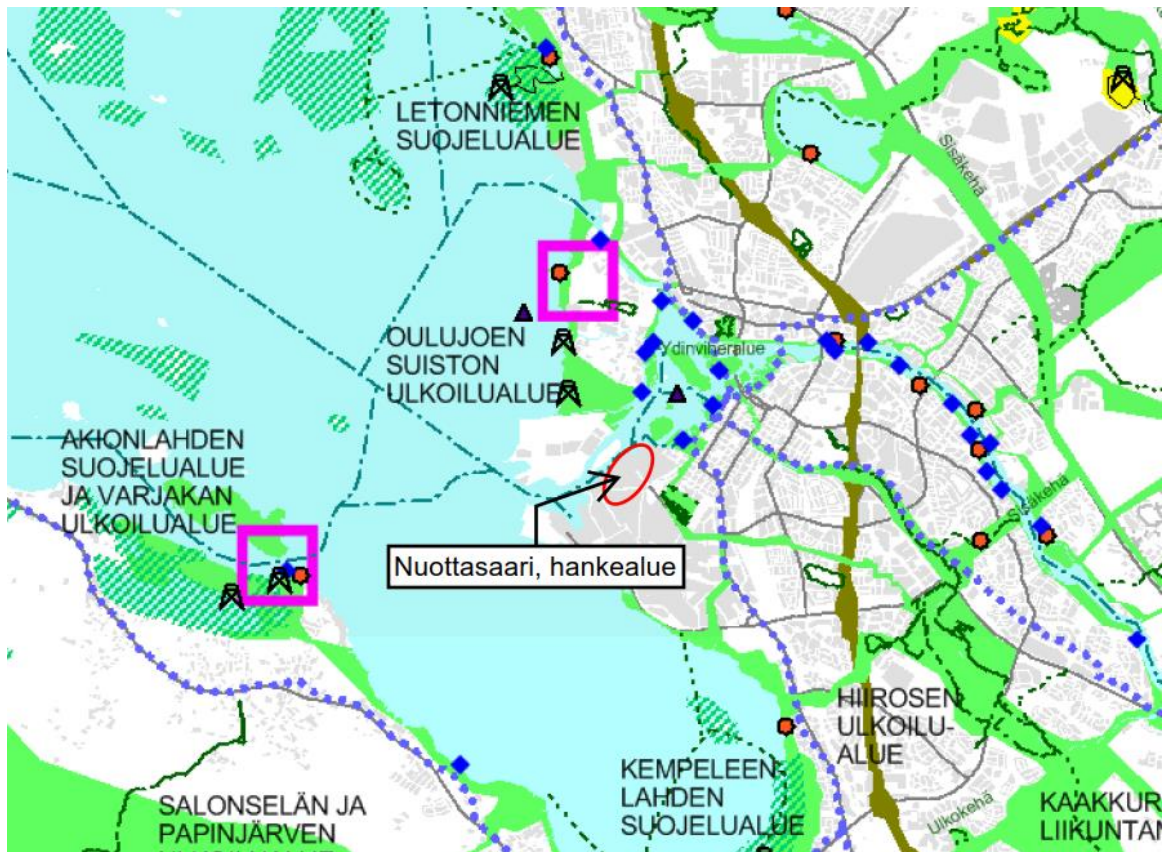 LETONNIEMEN
SUOJELUALUE
Sisäkehä
OULUJOEN
SUISTON
ULKOILUALUE
Ydinviheralue
AKIONLAHDEN
SUOJELUALUE
JA VARJAKAN
ULKOILUALUE
Sisäkehä
Nuottasaari, hankealue
HIIROSEN
ULKOILU-
ALUE
KEMPELEEN-
LAHDEN
SUOJELUALUE
SALONSELÄN JA
PAPINJÄRVEN
Ulkokehä
KAAKKUR
LIIKUNTAN